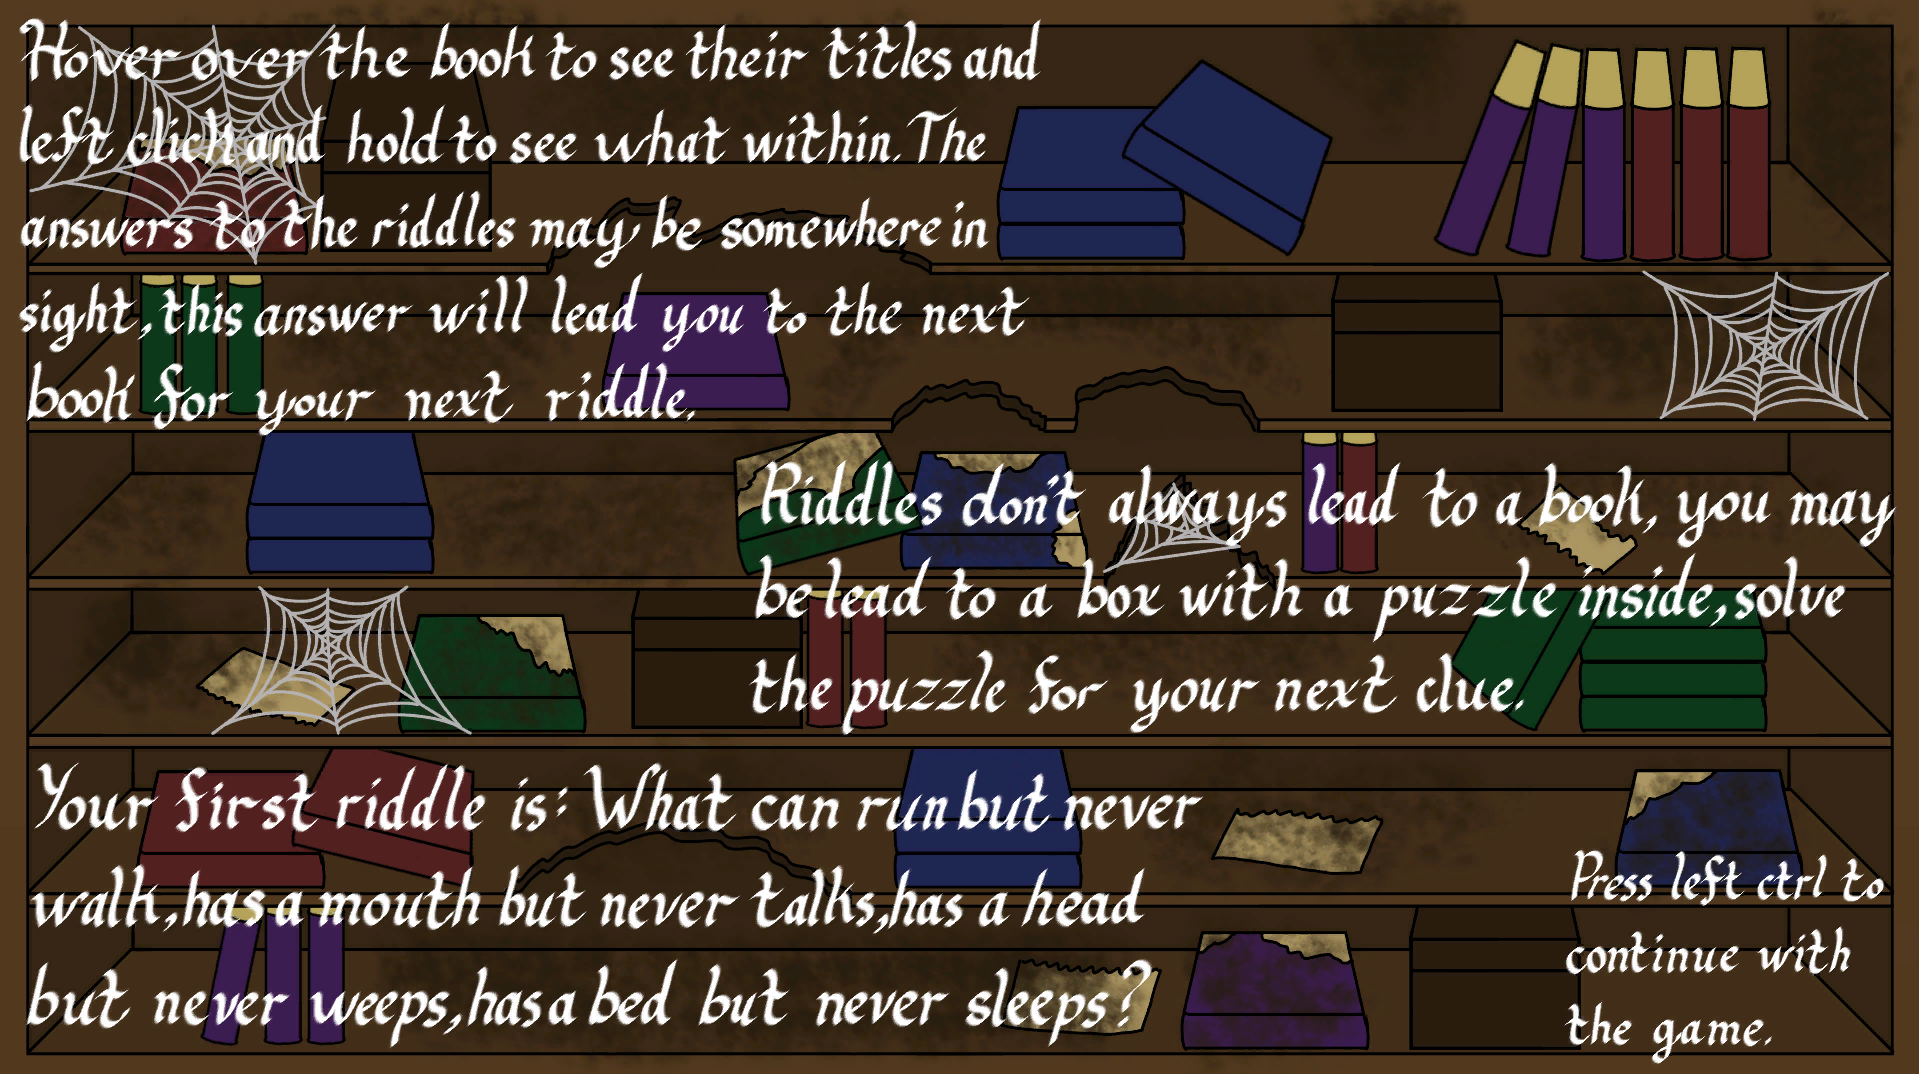 Hover over the book to see their titles and
left click and hold to see what within. The
answers to the riddles may be somewhere in
sight, this answer will lead you to the next
book for your next riddle.
Riddles don't always lead to a book, you may
be lead to a box with a puzzle inside, solve
the puzzle for your next clue.
Your first riddle is: What can run but never
walk, has a mouth but never talks, has a head
but never weeps, has a bed but never sleeps?
Press left ctrl to
continue with
the game.